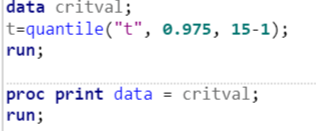 data critval;
t=quantile("t", 0.975, 15-1);
run;
proc print data = critval;
run;